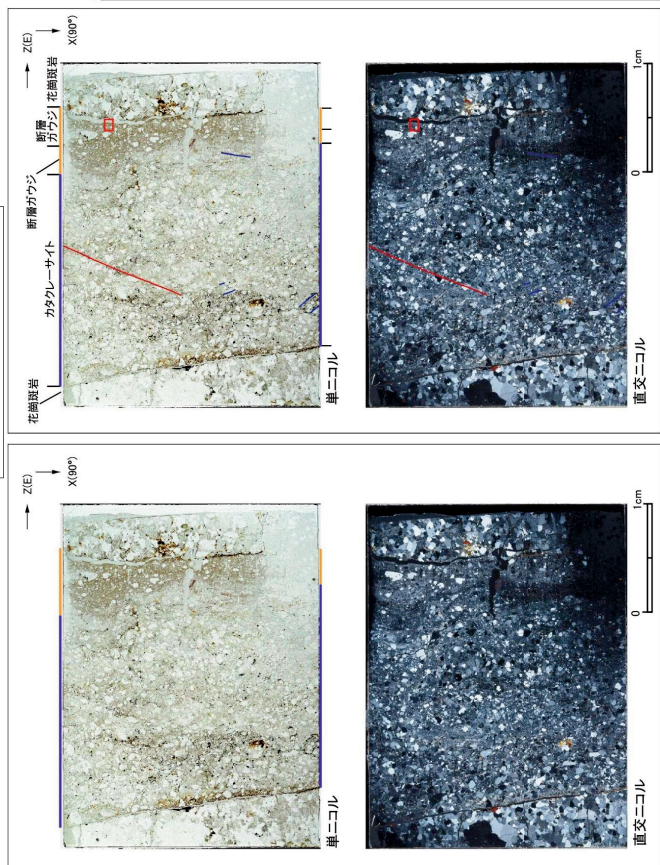 Z(E)
X(90°)
花崗斑岩
断層
ガウジ
断層ガウジ
カタクレーサイト
花崗斑岩
単ニコル
直交ニコル
0
1cm
Z(E)
X(90°)
単ニコル
直交ニコル
0
1cm